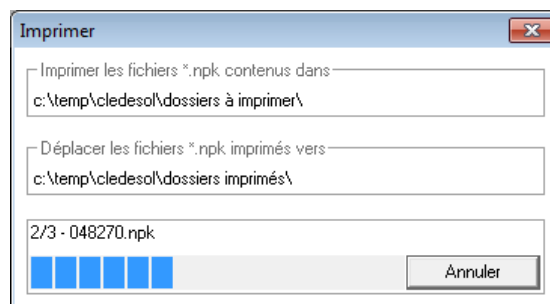 Imprimer
Imprimer les fichiers *.npk contenus dans
c:\temp\cledesol\dossiers à imprimer\
Déplacer les fichiers *.npk imprimés vers
c:\temp\cledesol\dossiers imprimés\
2/3 - 048270.npk
Annuler